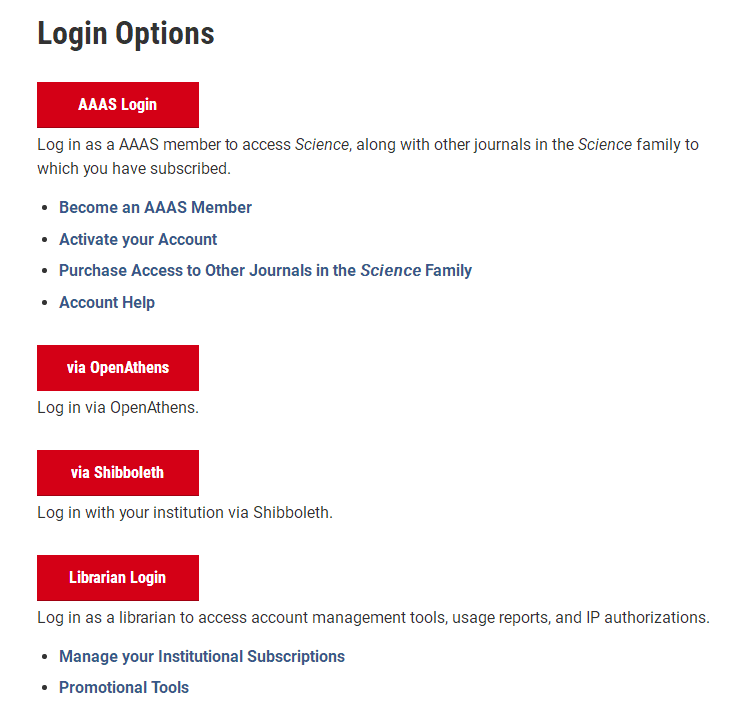 Login Options
AAAS Login
Log in as a AAAS member to access Science, along with other journals in the Science family to
which you have subscribed.
Become an AAAS Member
Activate your Account
Purchase Access to Other Journals in the Science Family
Account Help
via OpenAthens
Log in via OpenAthens.
via Shibboleth
Log in with your institution via Shibboleth.
Librarian Login
Log in as a librarian to access account management tools, usage reports, and IP authorizations.
Manage your Institutional Subscriptions
Promotional Tools